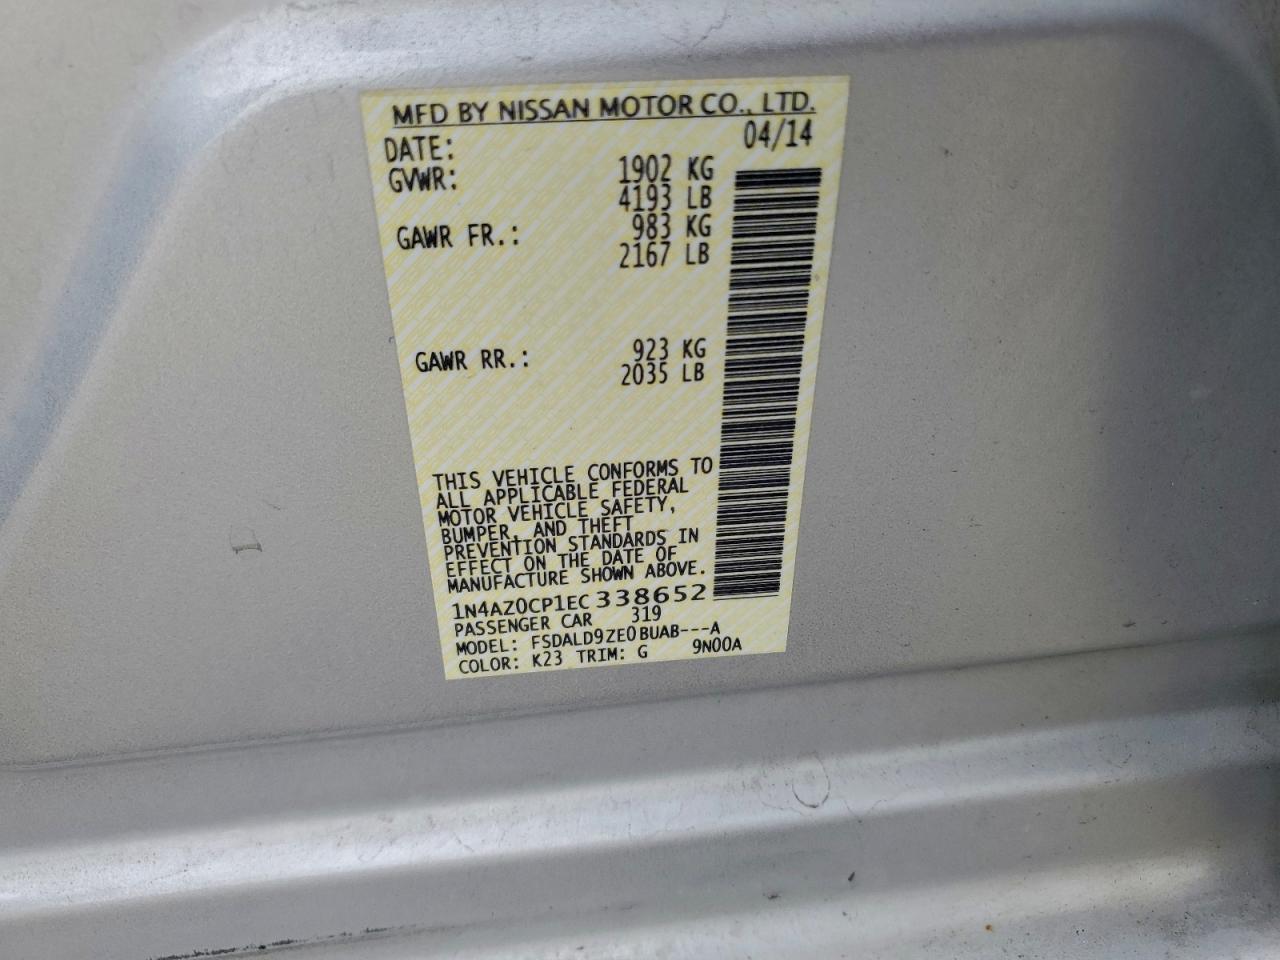 MFD BY NISSAN MOTOR CO., LTD.
DATE: 04/14
GVWR: 1902 KG
4193 LB
GAWR FR.: 983 KG
2167 LB
GAWR RR.: 923 KG
2035 LB
THIS VEHICLE CONFORMS TO
ALL APPLICABLE FEDERAL
MOTOR VEHICLE SAFETY,
BUMPER, AND THEFT
PREVENTION STANDARDS IN
EFFECT ON THE DATE OF
MANUFACTURE SHOWN ABOVE.
1N4AZ0CP1EC338652
PASSENGER CAR 319
MODEL: FSDALD9ZE0BUAB---A
COLOR: K23 TRIM: G 9N00A